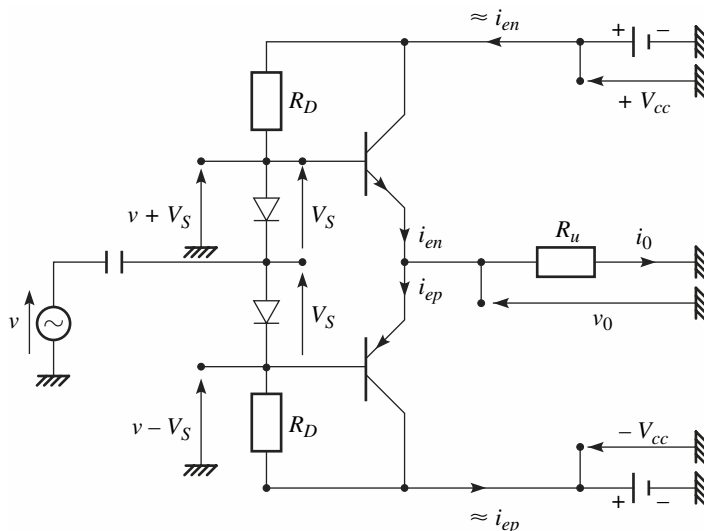 ≈ i_en
+ −
R_D
+ V_cc
v + V_S
V_S
i_en
R_u i_0
v
V_S
i_ep
v_0
v − V_S
R_D
− V_cc
+ −
≈ i_ep